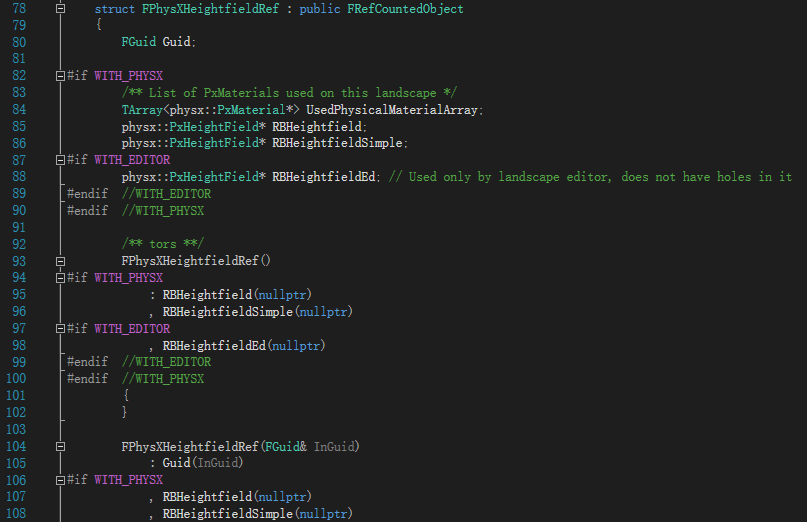 78 struct FPhysXHeightfieldRef : public FRefCountedObject
79 {
80 FGuid Guid;
81
82 #if WITH_PHYSX
83 /** List of PxMaterials used on this landscape */
84 TArray<physx::PxMaterial*> UsedPhysicalMaterialArray;
85 physx::PxHeightField* RBHeightfield;
86 physx::PxHeightField* RBHeightfieldSimple;
87 #if WITH_EDITOR
88 physx::PxHeightField* RBHeightfieldEd; // Used only by landscape editor, does not have holes in it
89 #endif //WITH_EDITOR
90 #endif //WITH_PHYSX
91
92 /** tors **/
93 FPhysXHeightfieldRef()
94 #if WITH_PHYSX
95 : RBHeightfield(nullptr)
96 , RBHeightfieldSimple(nullptr)
97 #if WITH_EDITOR
98 , RBHeightfieldEd(nullptr)
99 #endif //WITH_EDITOR
100 #endif //WITH_PHYSX
101 {
102 }
103
104 FPhysXHeightfieldRef(FGuid& InGuid)
105 : Guid(InGuid)
106 #if WITH_PHYSX
107 , RBHeightfield(nullptr)
108 , RBHeightfieldSimple(nullptr)